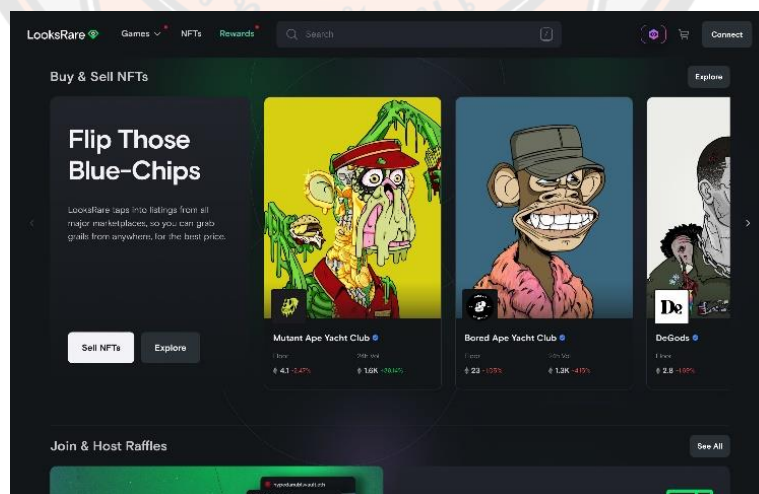 LooksRare
Games
NFTs
Rewards
Search
/
Connect
Buy & Sell NFTs
Explore
Flip Those
Blue-Chips
LooksRare taps into listings from all
major marketplaces, so you can grab
grails from anywhere, for the best price.
Sell NFTs
Explore
Mutant Ape Yacht Club
Floor
24h Vol
4.1 -2.47%
1.6K
Bored Ape Yacht Club
Floor
24h Vol
23
1.3K
De
DeGods
Floor
2.8
Join & Host Raffles
See All